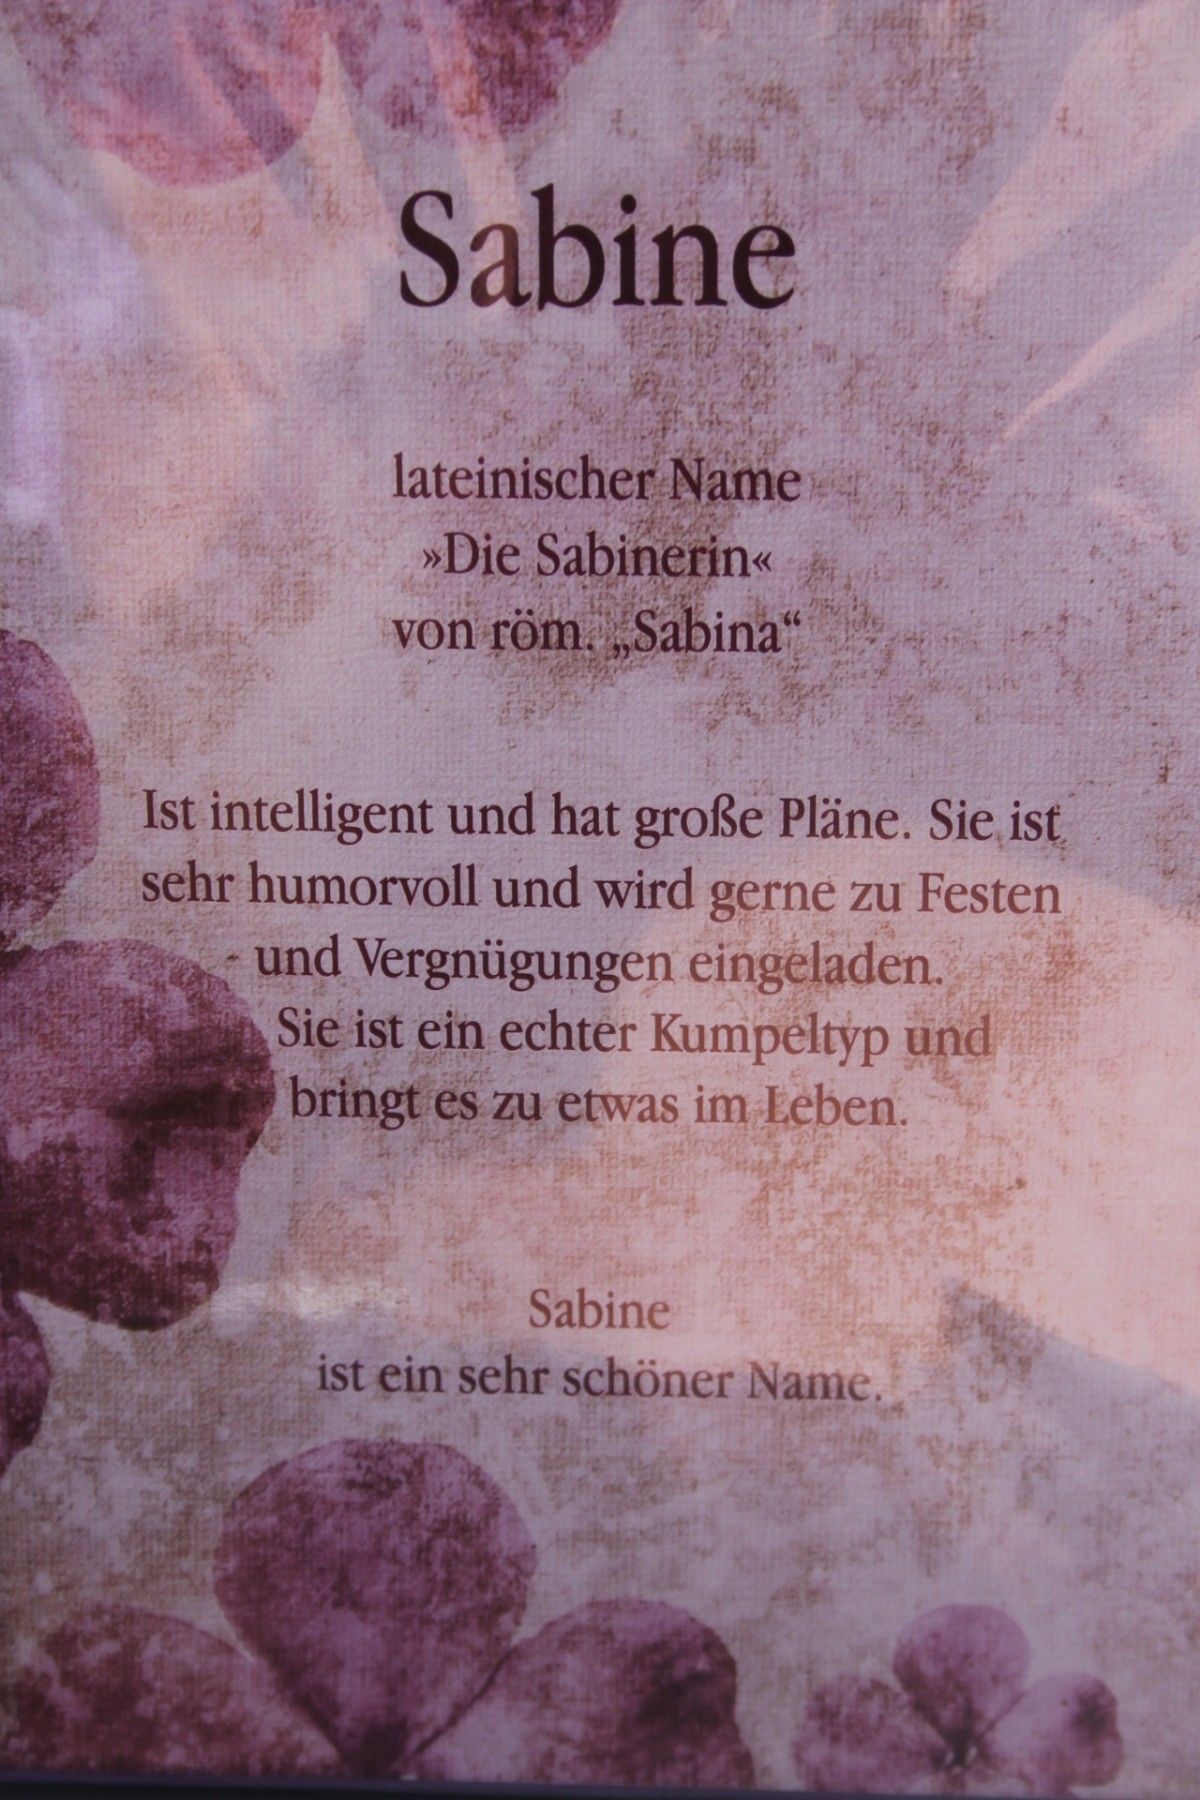 Sabine
lateinischer Name
»Die Sabinerin«
von röm. „Sabina“
Ist intelligent und hat große Pläne. Sie ist
sehr humorvoll und wird gerne zu Festen
und Vergnügungen eingeladen.
Sie ist ein echter Kumpeltyp und
bringt es zu etwas im Leben.
Sabine
ist ein sehr schöner Name.